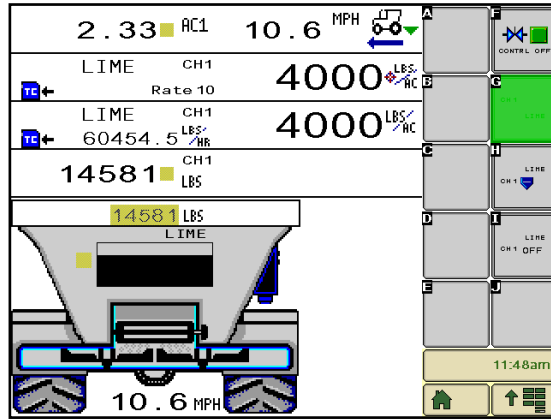 2.33 AC1 10.6 MPH
LIME CH1 4000 LBS/AC
TC Rate 10
LIME CH1 4000 LBS/AC
TC 60454.5 LBS/HR
14581 CH1 LBS
14581 LBS
LIME
10.6 MPH
A F
CONTRL OFF
B G
CH1
LIME
C H
LIME
CH1
D I
LIME
CH1 OFF
E J
11:48am